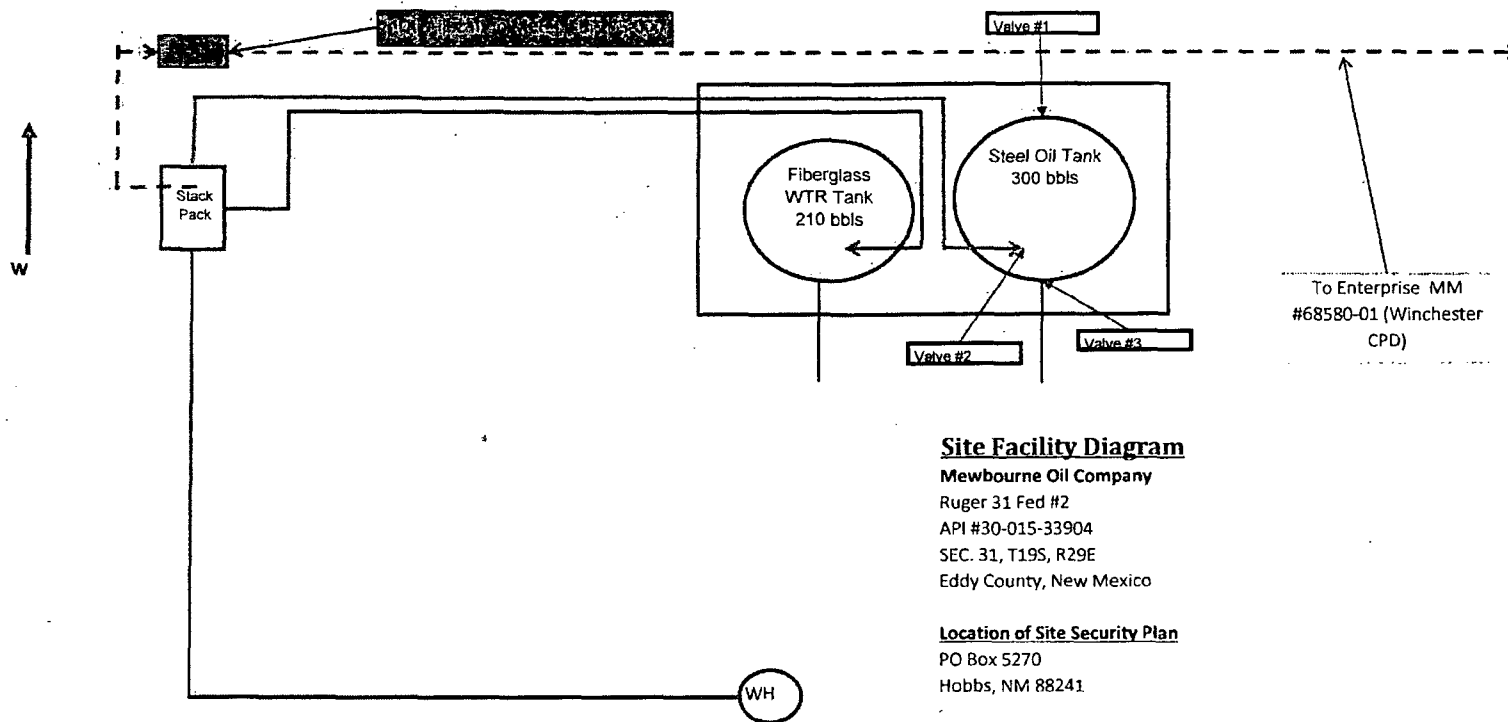 Valve #1
Stack
Pack
Fiberglass
WTR Tank
210 bbls
Steel Oil Tank
300 bbls
W
To Enterprise MM
#68580-01 (Winchester
CPD)
Valve #2
Valve #3
Site Facility Diagram
Mewbourne Oil Company
Ruger 31 Fed #2
API #30-015-33904
SEC. 31, T19S, R29E
Eddy County, New Mexico
Location of Site Security Plan
PO Box 5270
Hobbs, NM 88241
WH